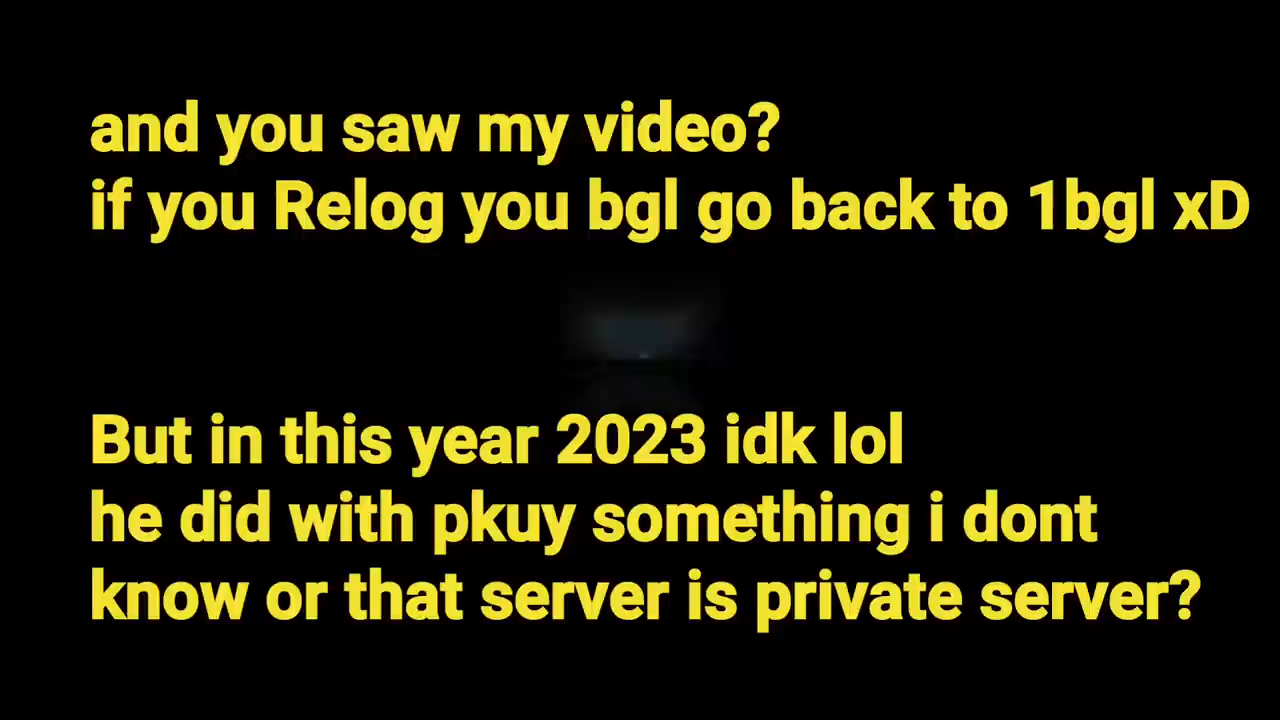 and you saw my video?
if you Relog you bgl go back to 1bgl xD
But in this year 2023 idk lol
he did with pkuy something i dont
know or that server is private server?